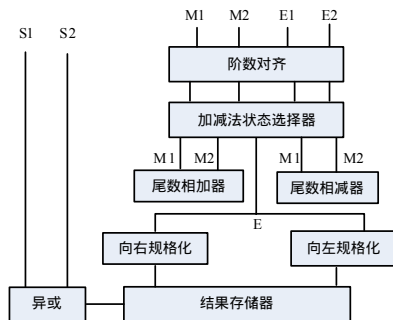 M1 M2 E1 E2
S1 S2
阶数对齐
加减法状态选择器
M1 M2 M1 M2
尾数相加器 尾数相减器
E
向右规格化 向左规格化
异或 结果存储器